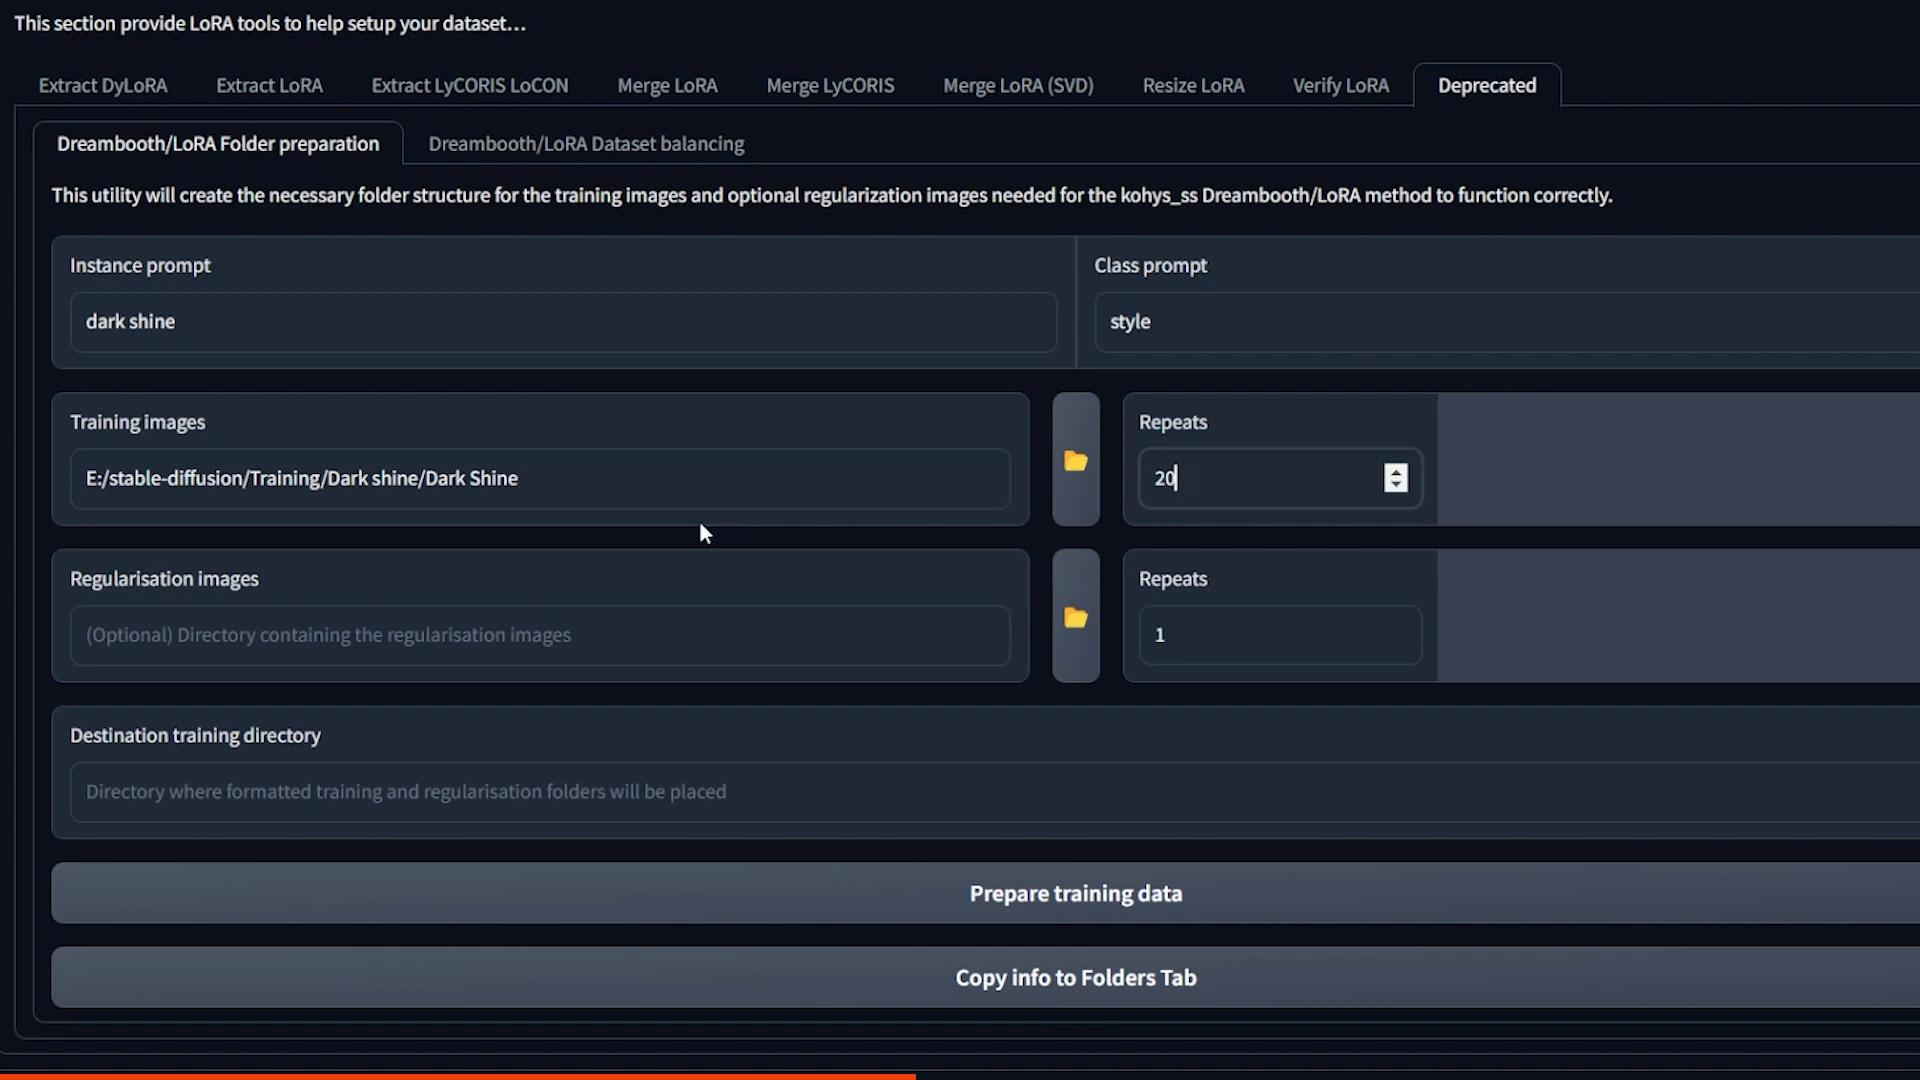 This section provide LoRA tools to help setup your dataset…
Extract DyLoRA Extract LoRA Extract LyCORIS LoCON Merge LoRA Merge LyCORIS Merge LoRA (SVD) Resize LoRA Verify LoRA Deprecated
Dreambooth/LoRA Folder preparation Dreambooth/LoRA Dataset balancing
This utility will create the necessary folder structure for the training images and optional regularization images needed for the kohys_ss Dreambooth/LoRA method to function correctly.
Instance prompt Class prompt
dark shine style
Training images Repeats
E:/stable-diffusion/Training/Dark shine/Dark Shine 20
Regularisation images Repeats
(Optional) Directory containing the regularisation images 1
Destination training directory
Directory where formatted training and regularisation folders will be placed
Prepare training data
Copy info to Folders Tab